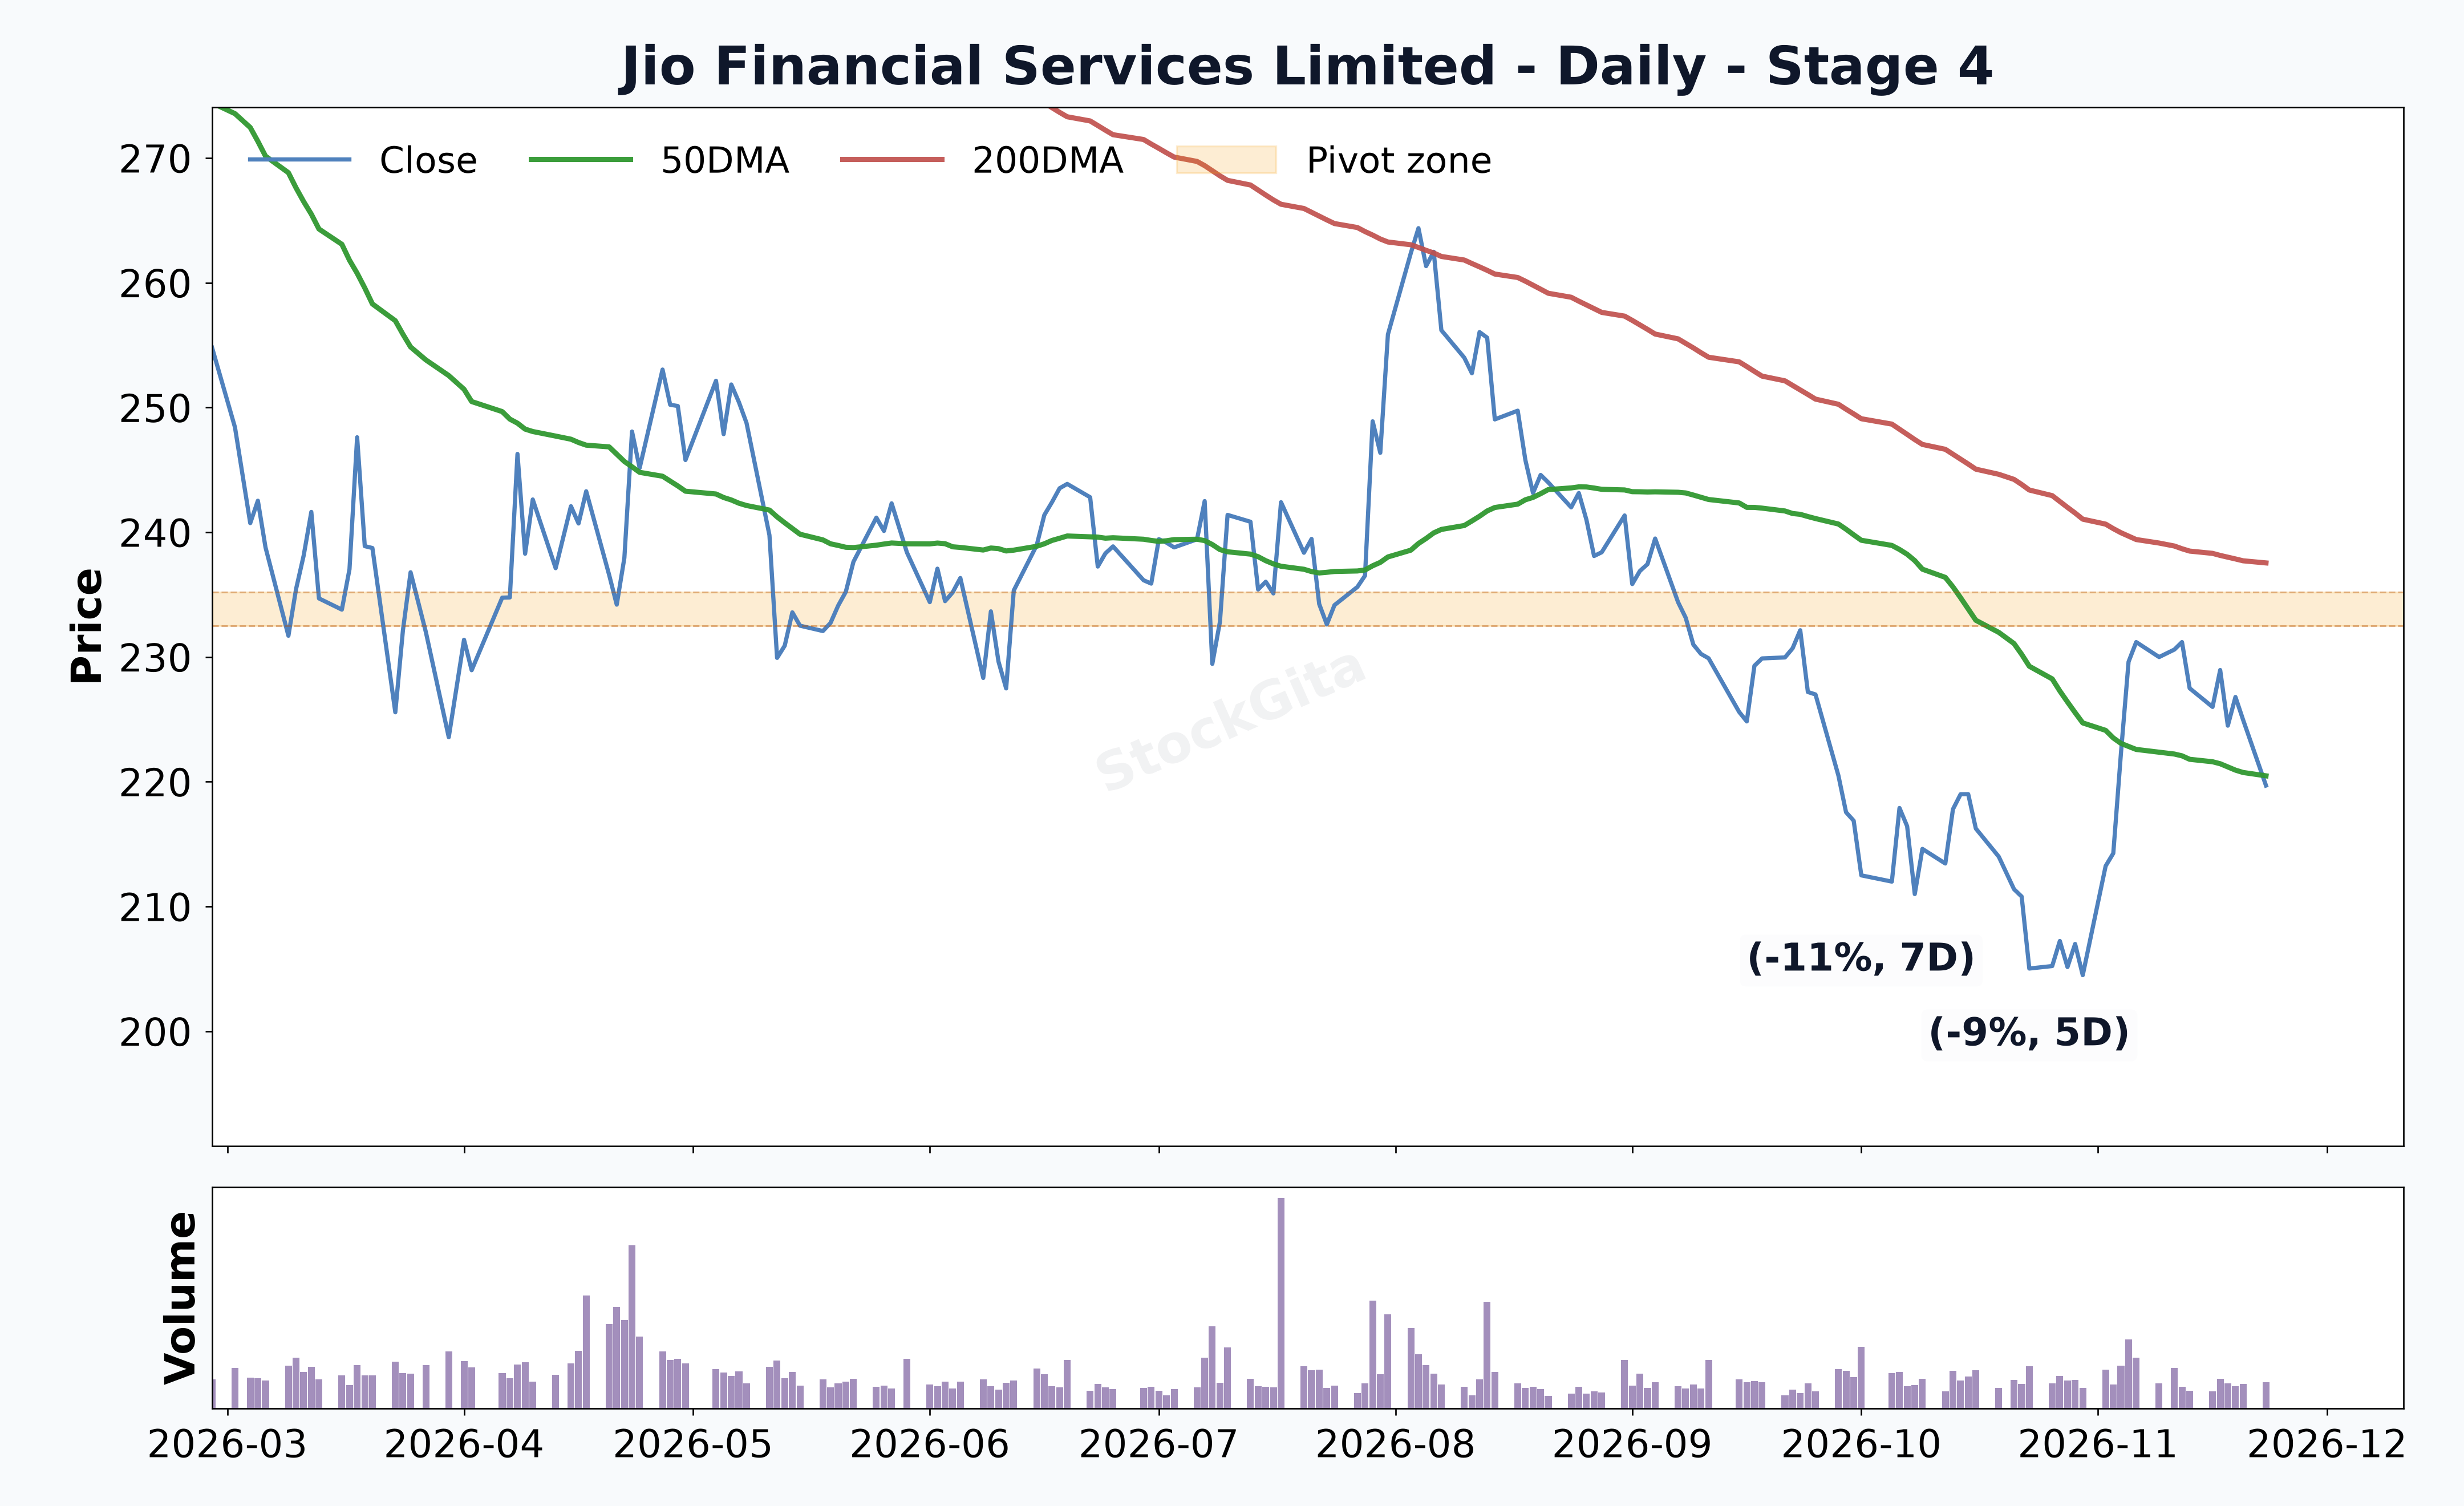 Jio Financial Services Limited - Daily - Stage 4
Close 50DMA 200DMA Pivot zone
270
260
250
240
230
220
210
200
Price
StockGita
(-11%, 7D)
(-9%, 5D)
Volume
2026-03 2026-04 2026-05 2026-06 2026-07 2026-08 2026-09 2026-10 2026-11 2026-12